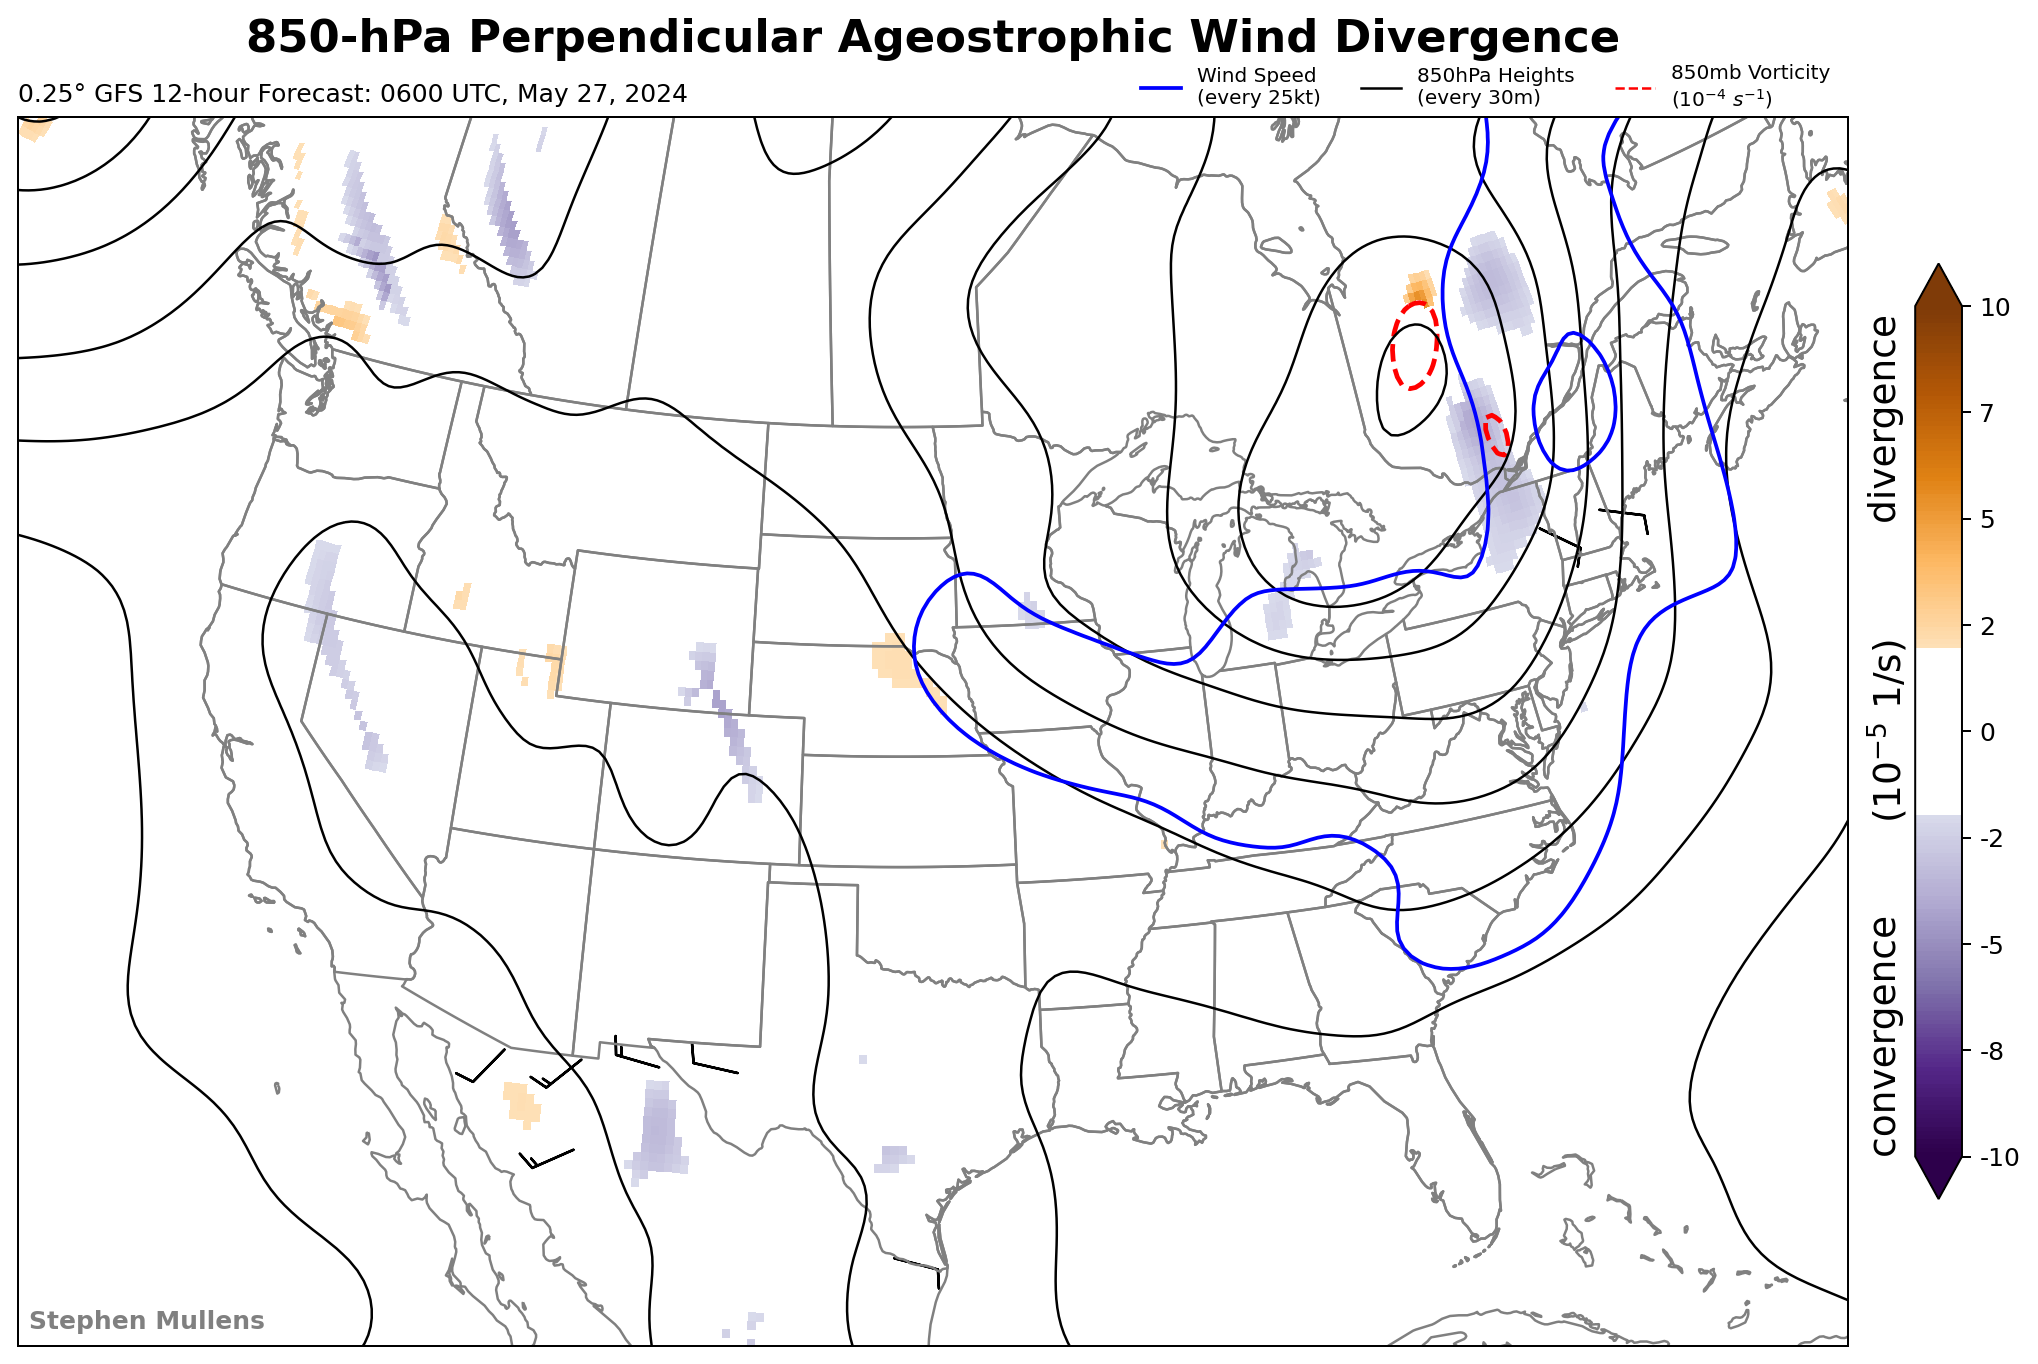 850-hPa Perpendicular Ageostrophic Wind Divergence
0.25° GFS 12-hour Forecast: 0600 UTC, May 27, 2024
Wind Speed
(every 25kt)
850hPa Heights
(every 30m)
850mb Vorticity
(10⁻⁴ s⁻¹)
10
7
5
2
0
-2
-5
-8
-10
convergence (10⁻⁵ 1/s) divergence
Stephen Mullens